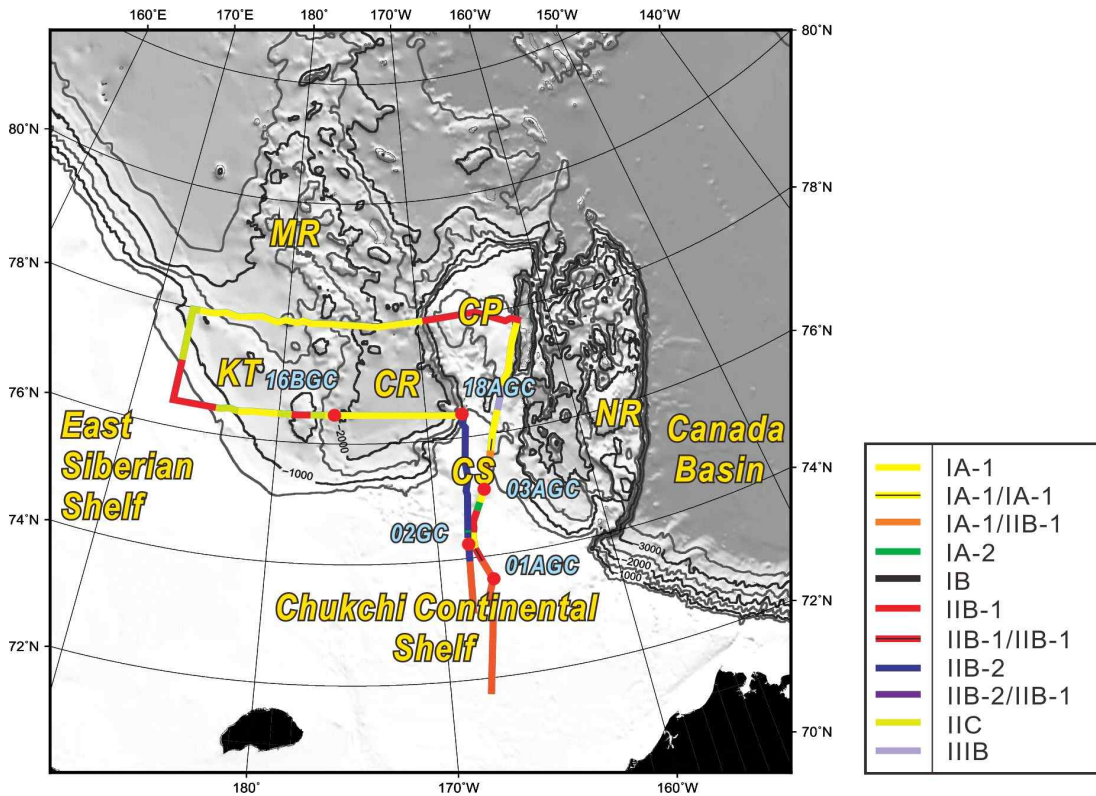 160°E 170°E 180° 170°W 160°W 150°W 140°W
80°N
80°N
78°N
78°N
76°N
76°N
74°N
74°N
72°N
72°N
70°N
180° 170°W 160°W
MR
CP
KT
16BGC
CR
18AGC
NR
East
Siberian
Shelf
Canada
Basin
CS
03AGC
02GC
01AGC
Chukchi Continental
Shelf
-1000
-2000
-3000
-2000
-1000
IA-1
IA-1/IA-1
IA-1/IIB-1
IA-2
IB
IIB-1
IIB-1/IIB-1
IIB-2
IIB-2/IIB-1
IIC
IIIB